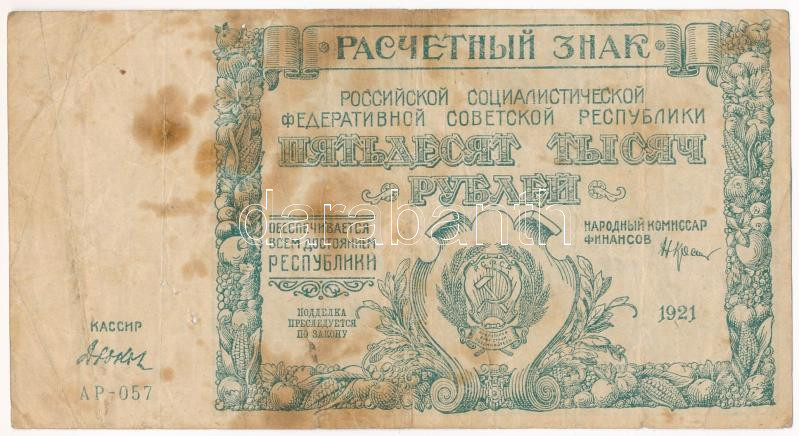 РАСЧЕТНЫЙ ЗНАК
РОССИЙСКОЙ СОЦИАЛИСТИЧЕСКОЙ
ФЕДЕРАТИВНОЙ СОВЕТСКОЙ РЕСПУБЛИКИ
ПЯТЬДЕСЯТ ТЫСЯЧ
РУБЛЕЙ
ОБЕСПЕЧИВАЕТСЯ
ВСЕМ ДОСТОЯНИЕМ
РЕСПУБЛИКИ
НАРОДНЫЙ КОМИССАР
ФИНАНСОВ
ПОДДЕЛКА
ПРЕСЛЕДУЕТСЯ
ПО ЗАКОНУ
1921
КАССИР
АР-057
darabanth